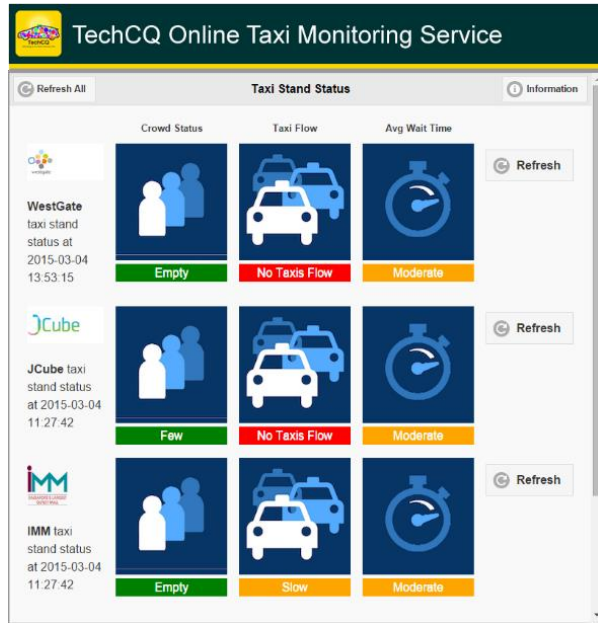 TechCQ
TechCQ Online Taxi Monitoring Service
Refresh All
Taxi Stand Status
Information
Crowd Status
Taxi Flow
Avg Wait Time
westgate
WestGate
taxi stand
status at
2015-03-04
13:53:15
Empty
No Taxis Flow
Moderate
Refresh
JCube
JCube taxi
stand status
at 2015-03-04
11:27:42
Few
No Taxis Flow
Moderate
Refresh
IMM
IMM taxi
stand status
at 2015-03-04
11:27:42
Empty
Slow
Moderate
Refresh